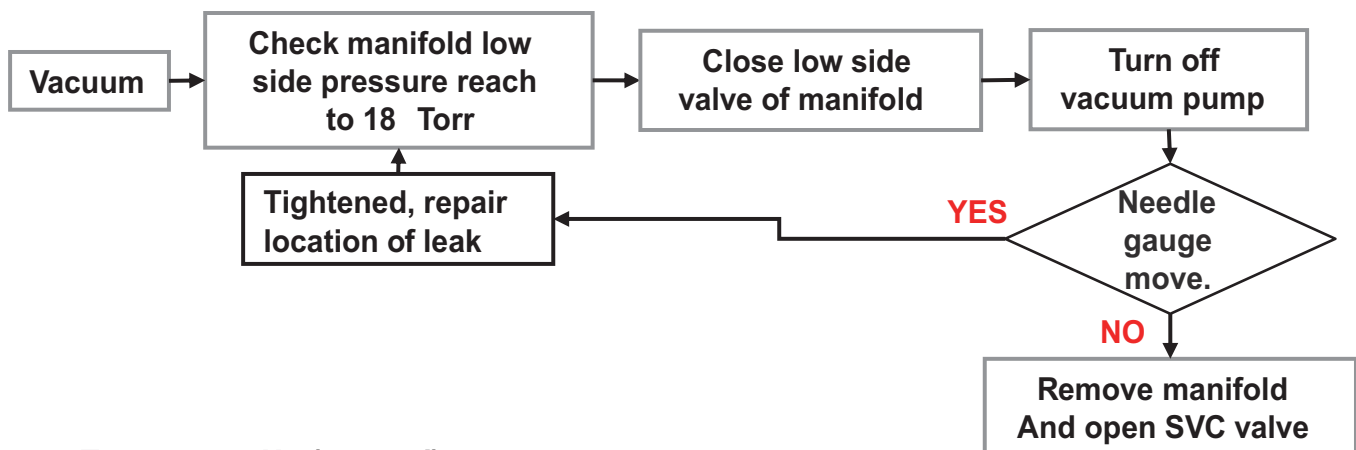 Vacuum
Check manifold low
side pressure reach
to 18 Torr
Close low side
valve of manifold
Turn off
vacuum pump
Tightened, repair
location of leak
YES
Needle
gauge
move.
NO
Remove manifold
And open SVC valve